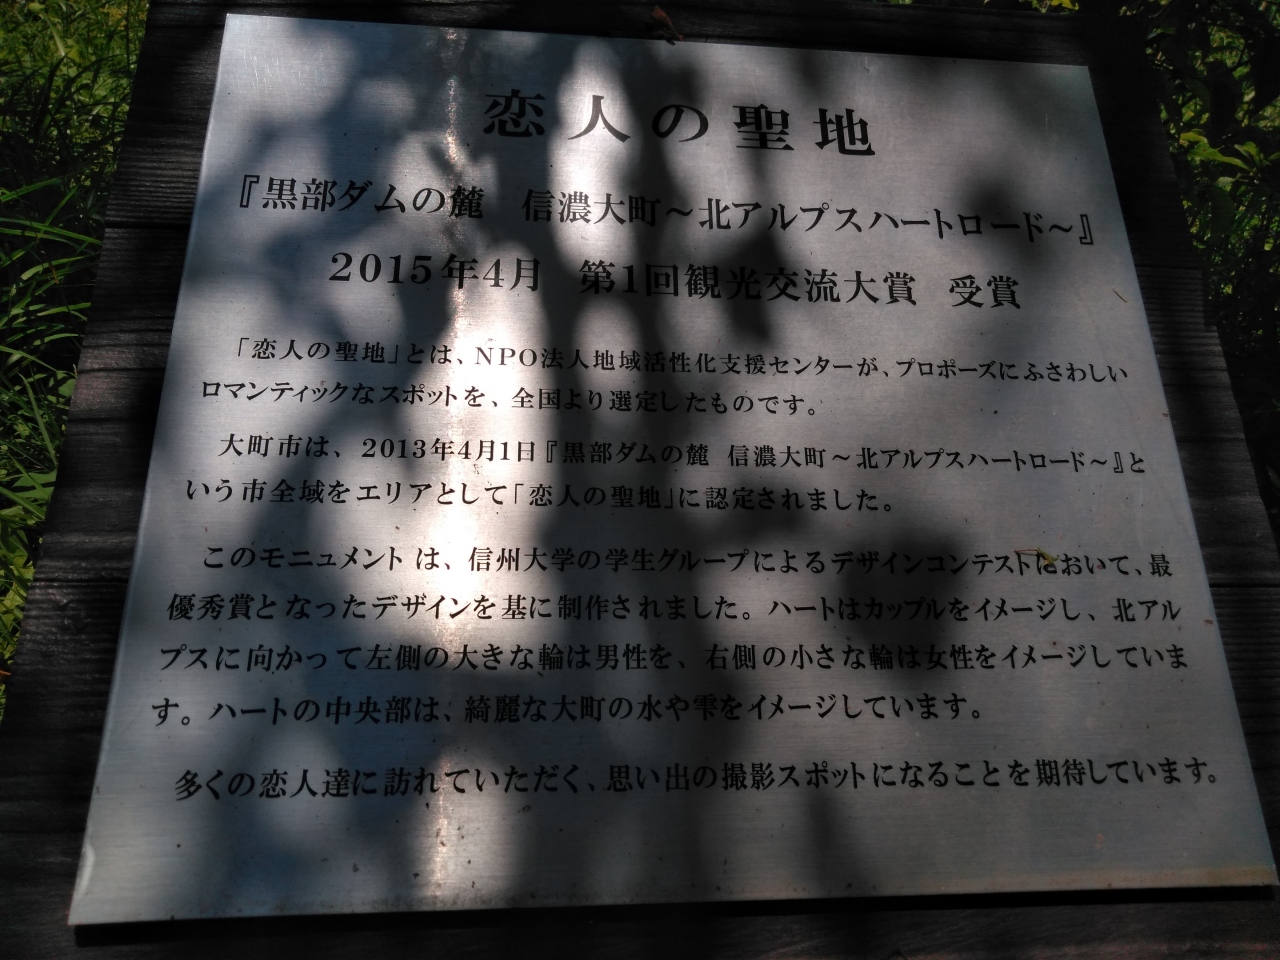 恋人の聖地
『黒部ダムの麓　信濃大町～北アルプスハートロード～』
2015年4月　第1回観光交流大賞　受賞
「恋人の聖地」とは、NPO法人地域活性化支援センターが、プロポーズにふさわしい
ロマンティックなスポットを、全国より選定したものです。
大町市は、2013年4月1日『黒部ダムの麓　信濃大町～北アルプスハートロード～』と
いう市全域をエリアとして「恋人の聖地」に認定されました。
このモニュメントは、信州大学の学生グループによるデザインコンテストにおいて、最
優秀賞となったデザインを基に制作されました。ハートはカップルをイメージし、北アル
プスに向かって左側の大きな輪は男性を、右側の小さな輪は女性をイメージしていま
す。ハートの中央部は、綺麗な大町の水や雫をイメージしています。
多くの恋人達に訪れていただく、思い出の撮影スポットになることを期待しています。